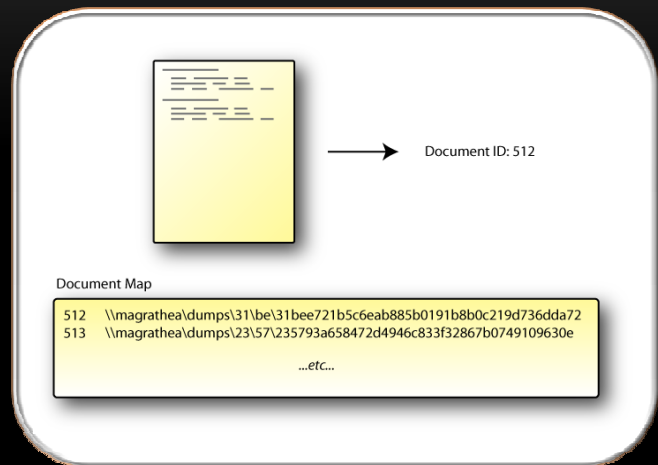 Document ID: 512
Document Map
512 \\magrathea\dumps\31\be\31bee721b5c6eab885b0191b8b0c219d736dda72
513 \\magrathea\dumps\23\57\235793a658472d4946c833f32867b0749109630e
...etc...